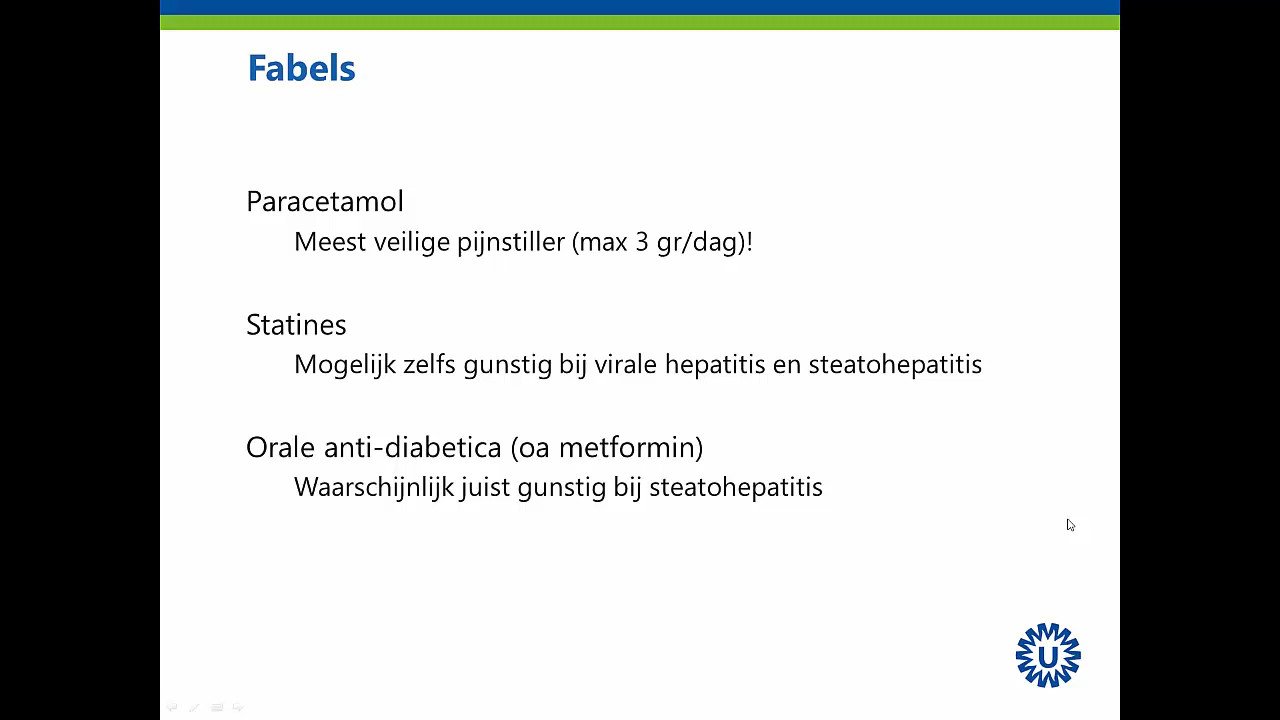 Fabels
Paracetamol
Meest veilige pijnstiller (max 3 gr/dag)!
Statines
Mogelijk zelfs gunstig bij virale hepatitis en steatohepatitis
Orale anti-diabetica (oa metformin)
Waarschijnlijk juist gunstig bij steatohepatitis
U